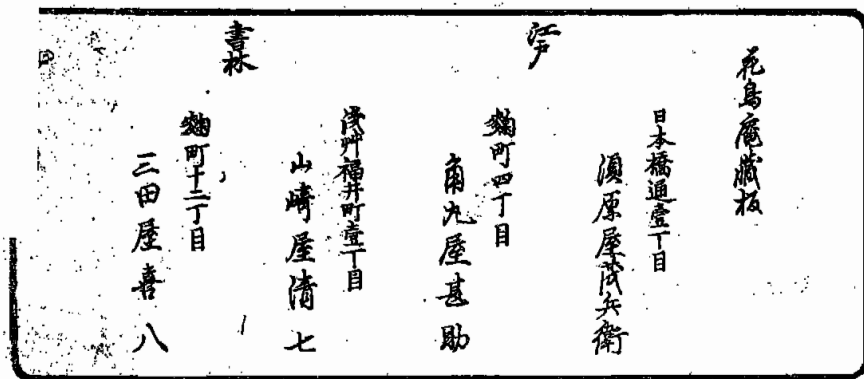 花鳥庵蔵板
日本橋通壹丁目
須原屋茂兵衛
江戸
麹町四丁目
角丸屋甚助
浅艸福井町壹丁目
山崎屋清七
書林
麹町十二丁目
三田屋喜八